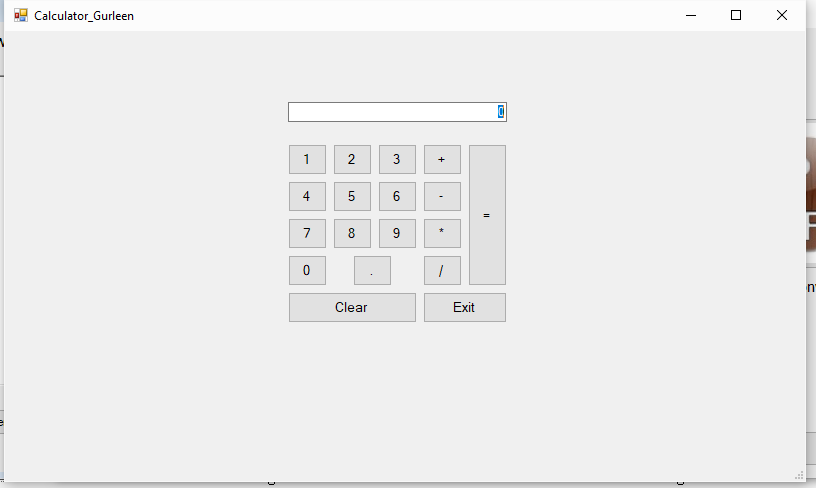 Calculator_Gurleen
0
1 2 3 +
4 5 6 - =
7 8 9 *
0 . /
Clear Exit